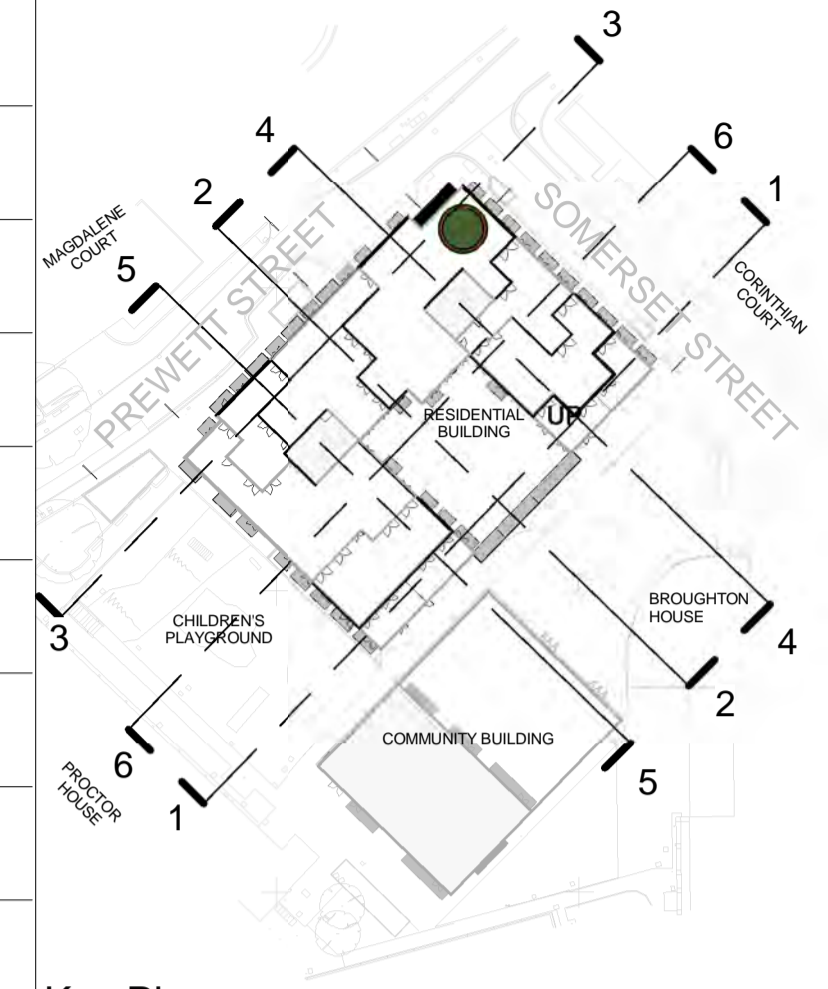 3
4
6
2
1
MAGDALENE
COURT
5
PREWETT STREET
SOMERSET STREET
CORINTHIAN
COURT
RESIDENTIAL
BUILDING
UP
3
CHILDREN'S
PLAYGROUND
BROUGHTON
HOUSE
4
2
COMMUNITY BUILDING
6
5
PROCTOR
HOUSE
1